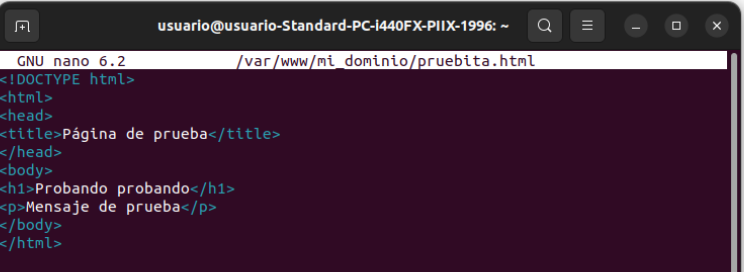 usuario@usuario-Standard-PC-i440FX-PIIX-1996: ~
GNU nano 6.2 /var/www/mi_dominio/pruebita.html
<!DOCTYPE html>
<html>
<head>
<title>Página de prueba</title>
</head>
<body>
<h1>Probando probando</h1>
<p>Mensaje de prueba</p>
</body>
</html>